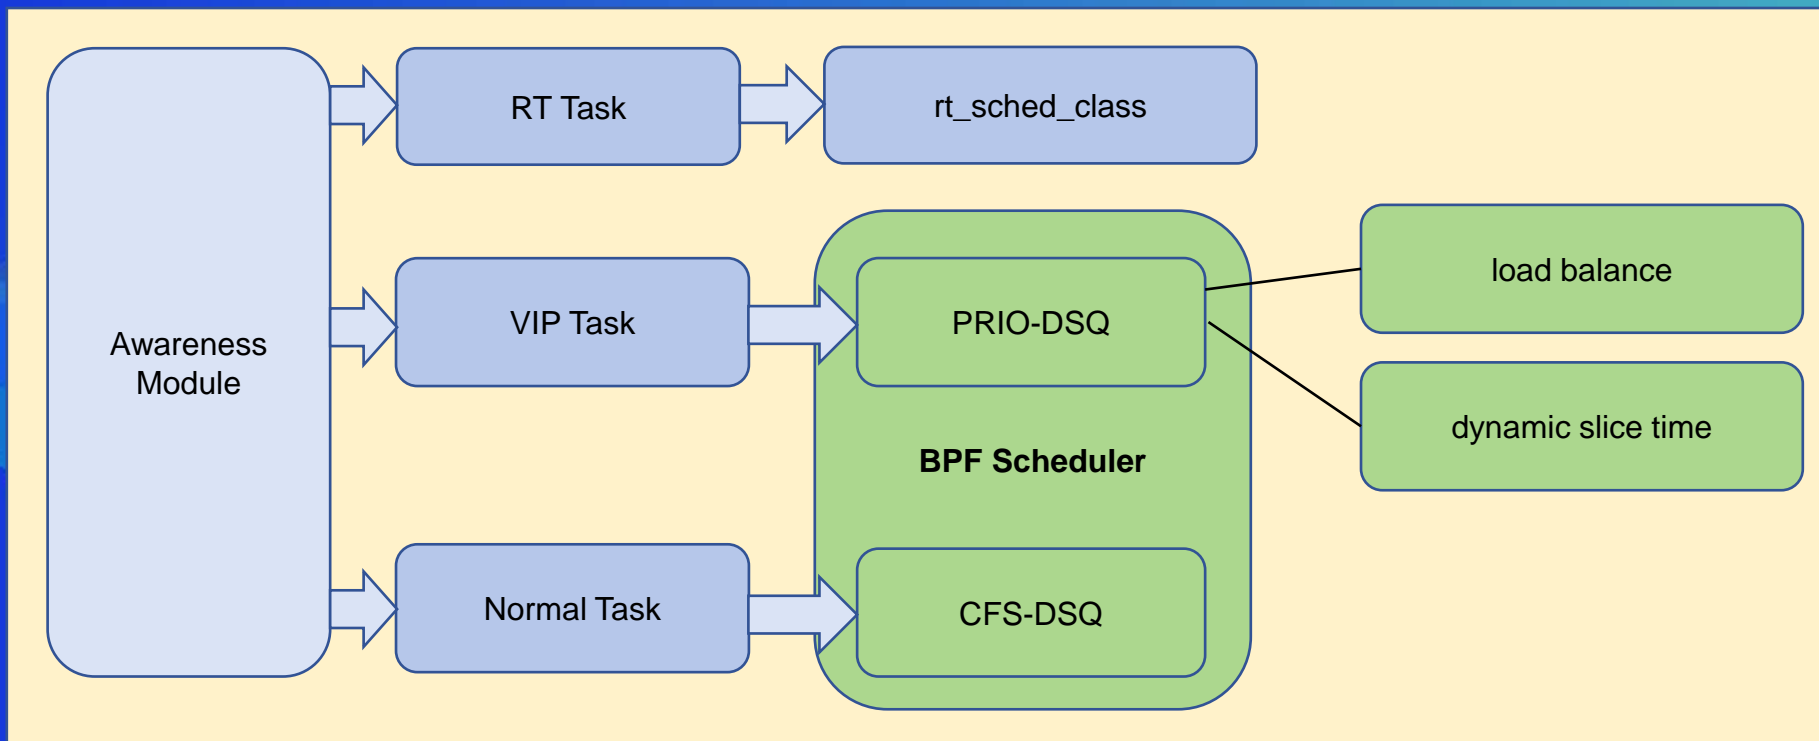 RT Task
rt_sched_class
load balance
VIP Task
PRIO-DSQ
Awareness
Module
dynamic slice time
BPF Scheduler
Normal Task
CFS-DSQ